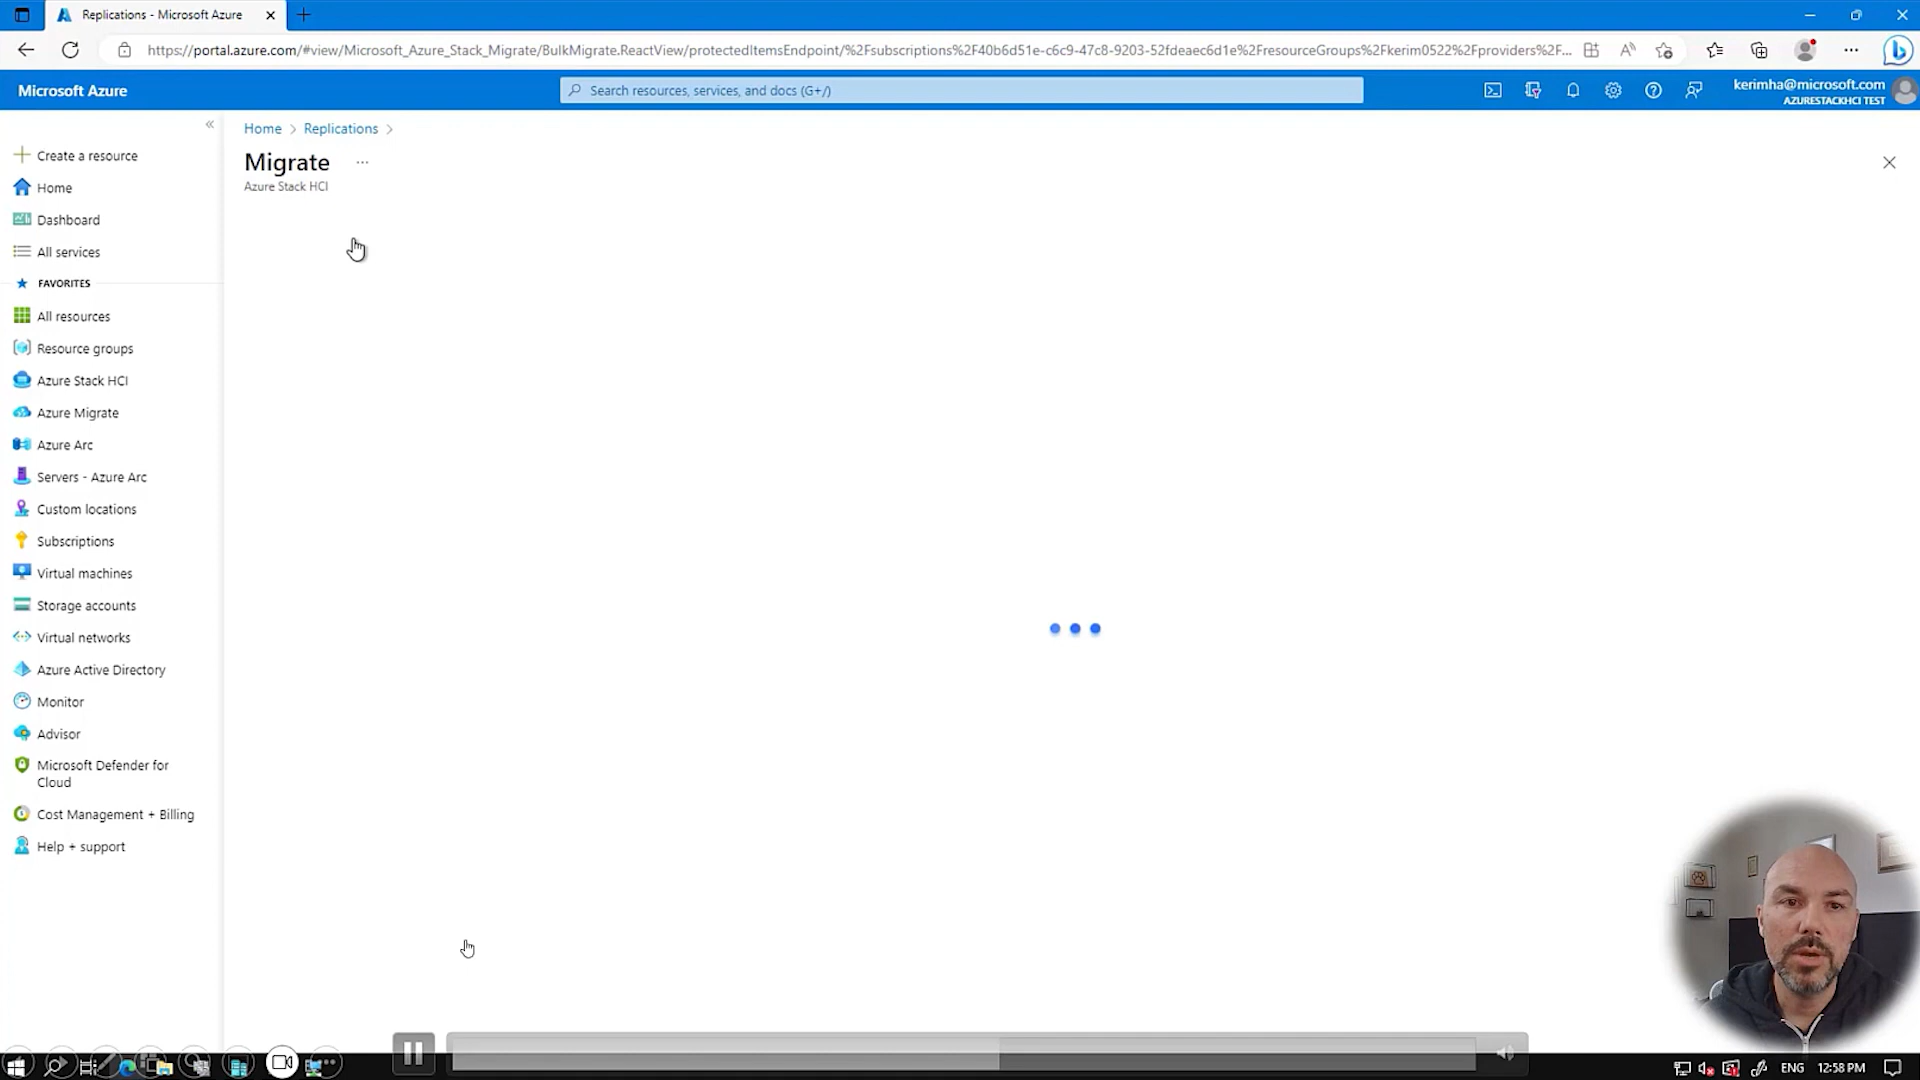 Replications - Microsoft Azure
https://portal.azure.com/#view/Microsoft_Azure_Stack_Migrate/BulkMigrate.ReactView/protectedItemsEndpoint/%2Fsubscriptions%2F40b6d51e-c6c9-47c8-9203-52fdeaec6d1e%2FresourceGroups%2Fkerim0522%2Fproviders%2F...
Microsoft Azure
Search resources, services, and docs (G+/)
kerimha@microsoft.com
AZURESTACKHCI TEST
Home > Replications >
Migrate ...
Azure Stack HCI
Create a resource
Home
Dashboard
All services
FAVORITES
All resources
Resource groups
Azure Stack HCI
Azure Migrate
Azure Arc
Servers - Azure Arc
Custom locations
Subscriptions
Virtual machines
Storage accounts
Virtual networks
Azure Active Directory
Monitor
Advisor
Microsoft Defender for
Cloud
Cost Management + Billing
Help + support
ENG 12:58 PM